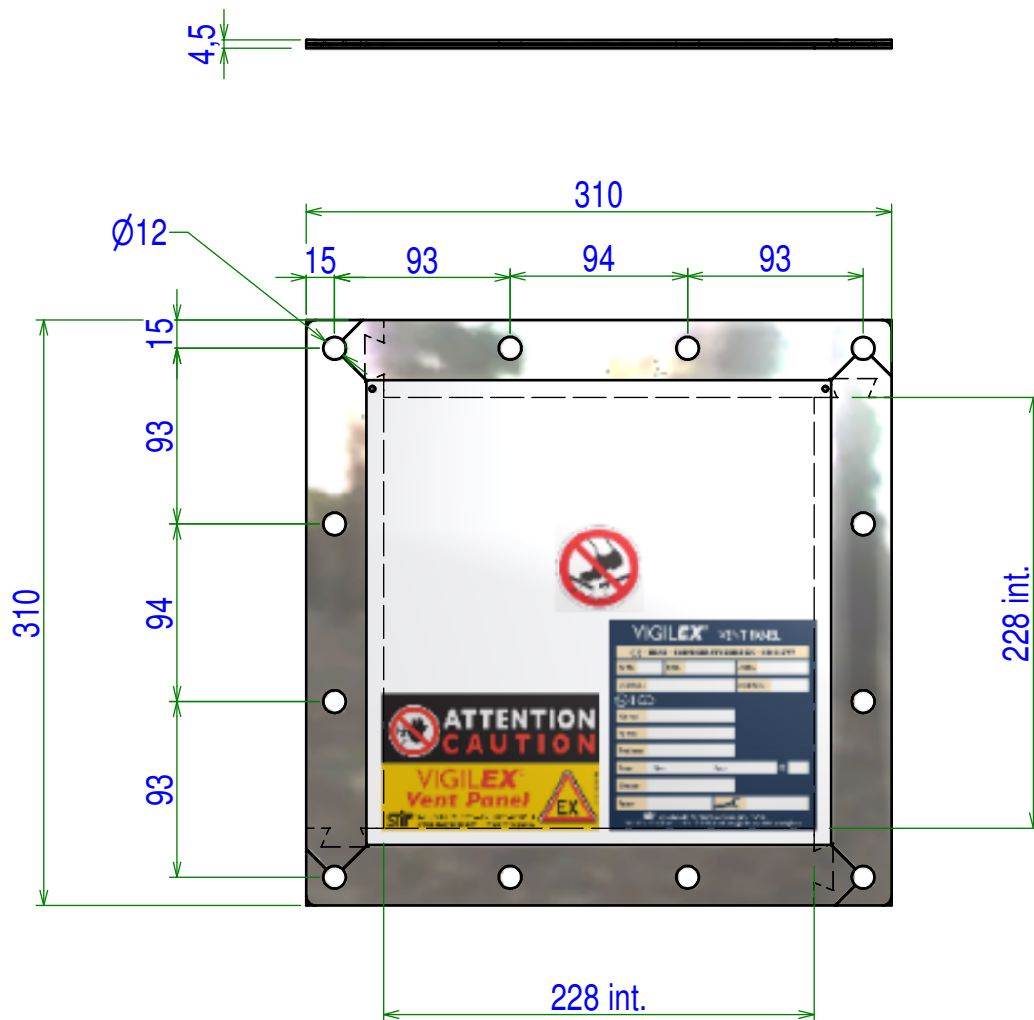 4,5
310
Ø12
15
93
94
93
15
93
94
93
310
228 int.
228 int.
VIGILEX® VENT PANEL
ATTENTION
CAUTION
VIGILEX®
Vent Panel
EX